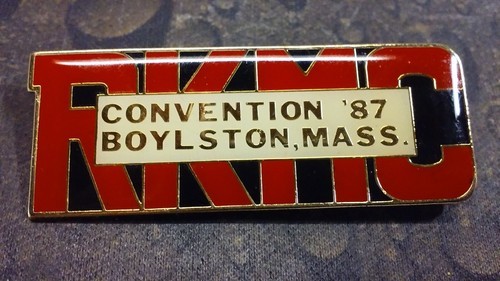 RKMC
CONVENTION '87
BOYLSTON, MASS.